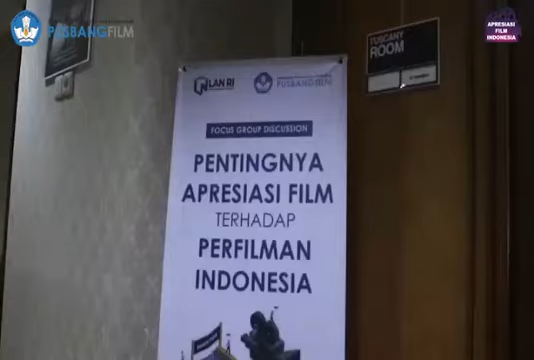 PUSBANGFILM
APRESIASI
FILM
INDONESIA
TUSCANY
ROOM
LAN RI
PUSBANGFILM
FOCUS GROUP DISCUSSION
PENTINGNYA
APRESIASI FILM
TERHADAP
PERFILMAN
INDONESIA